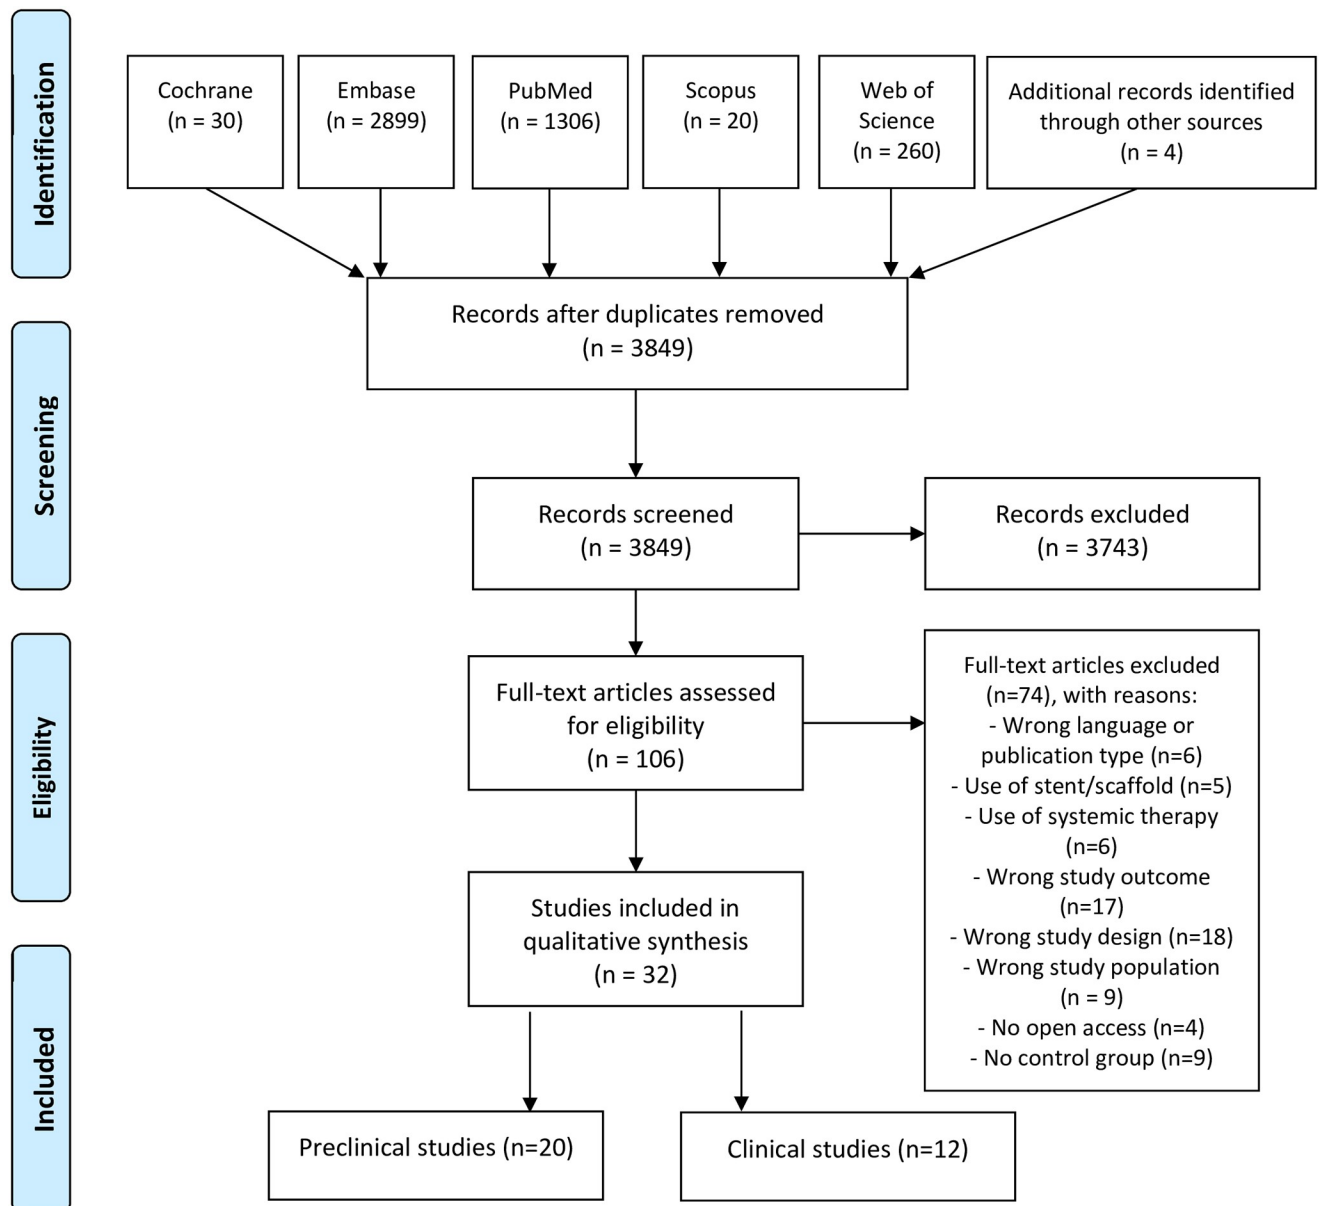 Identification
Cochrane
(n = 30)
Embase
(n = 2899)
PubMed
(n = 1306)
Scopus
(n = 20)
Web of
Science
(n = 260)
Additional records identified
through other sources
(n = 4)
Records after duplicates removed
(n = 3849)
Screening
Records screened
(n = 3849)
Records excluded
(n = 3743)
Eligibility
Full-text articles assessed
for eligibility
(n = 106)
Full-text articles excluded
(n=74), with reasons:
- Wrong language or
publication type (n=6)
- Use of stent/scaffold (n=5)
- Use of systemic therapy
(n=6)
- Wrong study outcome
(n=17)
- Wrong study design (n=18)
- Wrong study population
(n = 9)
- No open access (n=4)
- No control group (n=9)
Studies included in
qualitative synthesis
(n = 32)
Included
Preclinical studies (n=20)
Clinical studies (n=12)